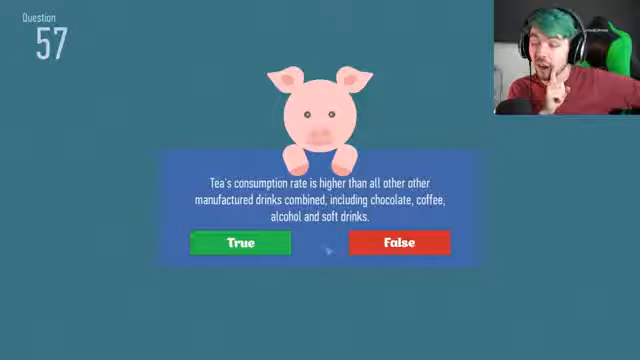 Question
57
Tea's consumption rate is higher than all other other
manufactured drinks combined, including chocolate, coffee,
alcohol and soft drinks.
True
False